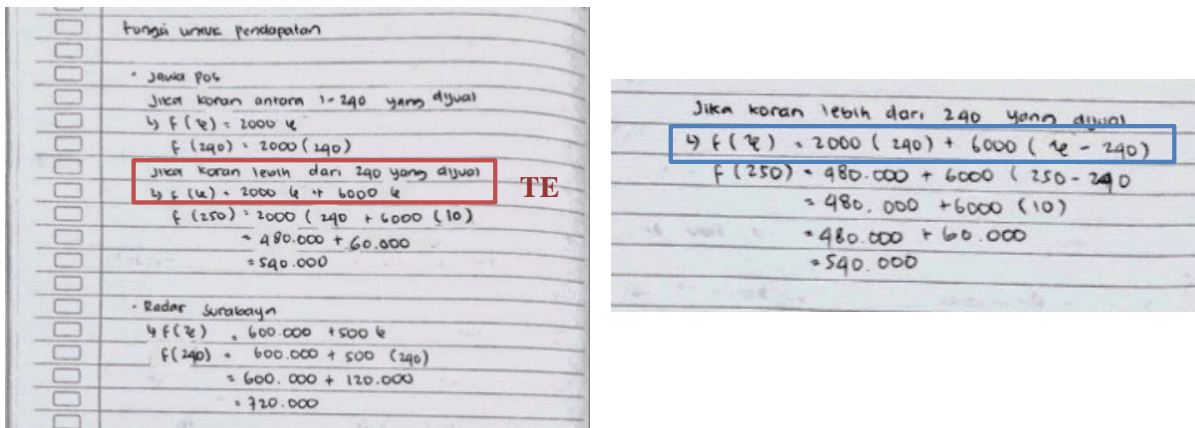 Fungsi untuk pendapatan
• Jawa pos
Jika koran antara 1-240 yang dijual
↳ f(x) = 2000 x
f (240) = 2000 (240)
Jika koran lebih dari 240 yang dijual
↳ f (x) = 2000 x + 6000 x
TE
f (250) = 2000 ( 240 + 6000 (10)
= 480.000 + 60.000
= 540.000
• Radar Surabaya
↳ f(x) = 600.000 + 500 x
f(240) = 600.000 + 500 (240)
= 600.000 + 120.000
= 720.000
Jika koran lebih dari 240 yang dijual
↳ f (x) = 2000 (240) + 6000 ( x - 240)
f (250) = 480.000 + 6000 ( 250 - 240
= 480.000 + 6000 (10)
= 480.000 + 60.000
= 540.000